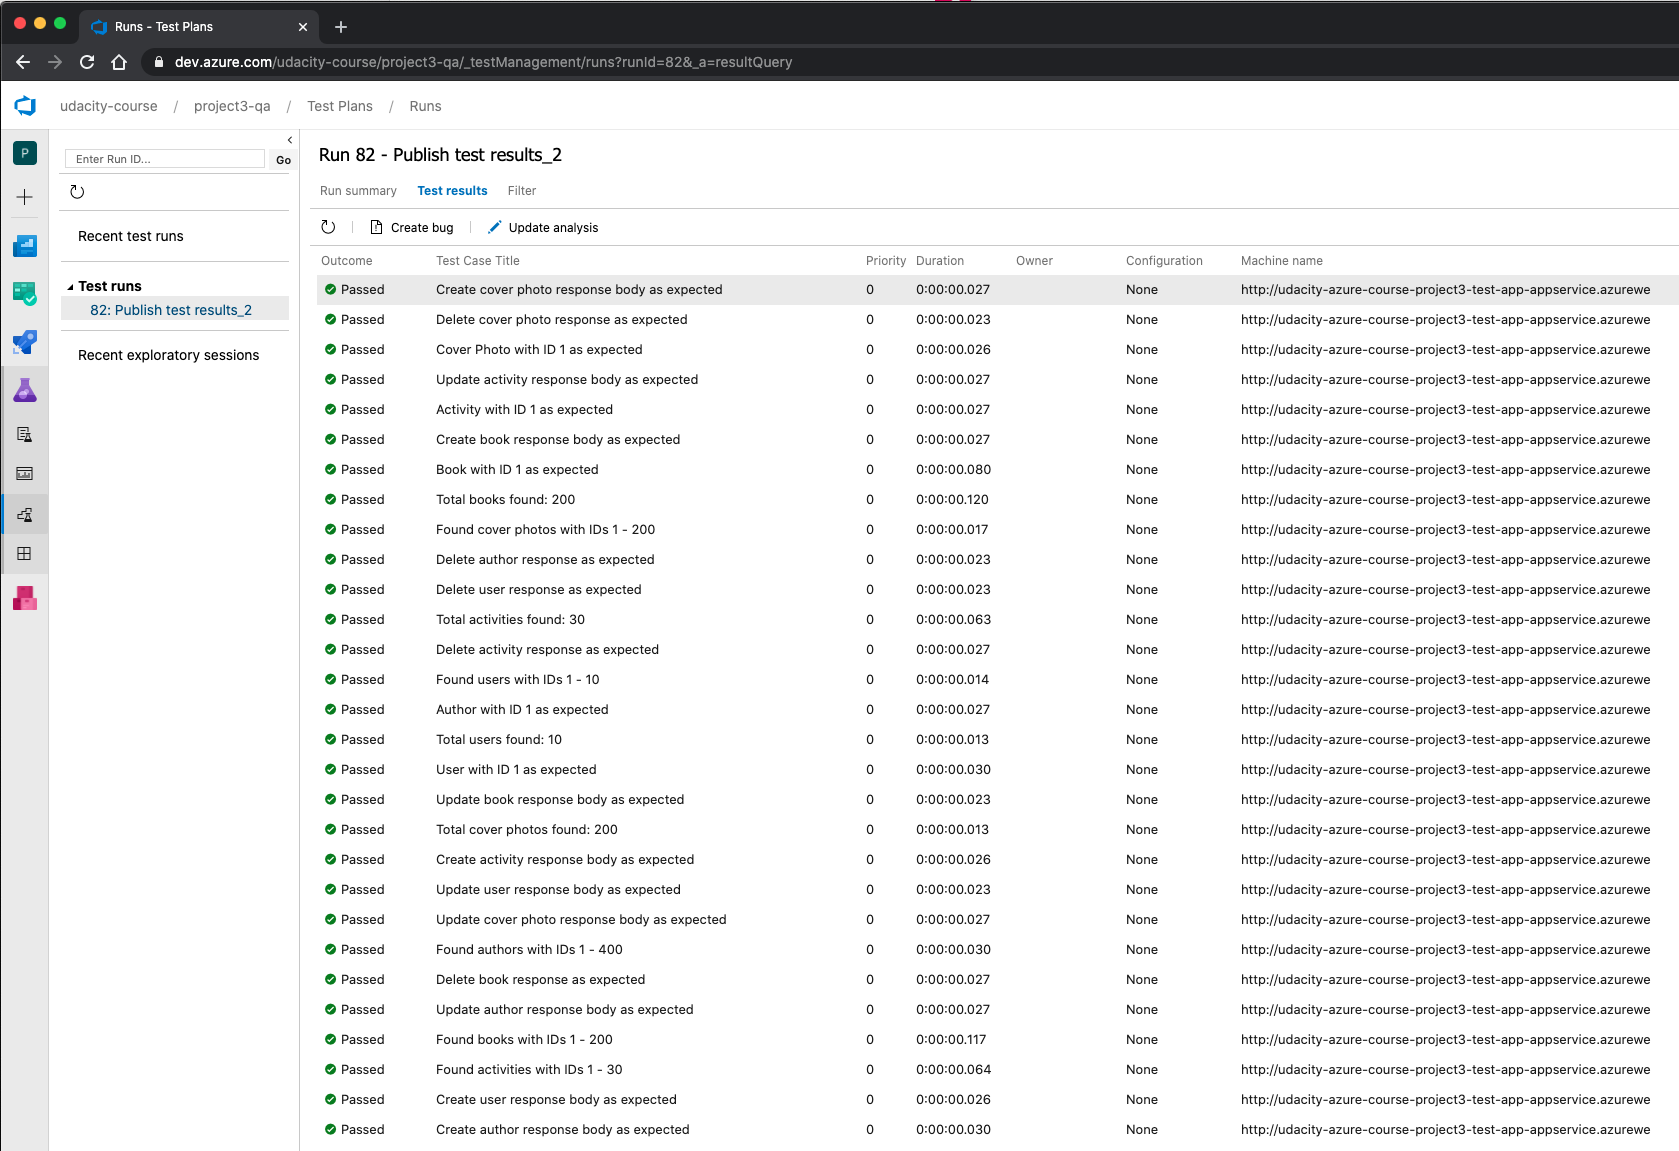 Runs - Test Plans
dev.azure.com/udacity-course/project3-qa/_testManagement/runs?runId=82&_a=resultQuery
udacity-course / project3-qa / Test Plans / Runs
P
Enter Run ID...
Go
Recent test runs
Test runs
82: Publish test results_2
Recent exploratory sessions
Run 82 - Publish test results_2
Run summary Test results Filter
Create bug Update analysis
Outcome Test Case Title Priority Duration Owner Configuration Machine name
Passed Create cover photo response body as expected 0 0:00:00.027 None http://udacity-azure-course-project3-test-app-appservice.azurewe
Passed Delete cover photo response as expected 0 0:00:00.023 None http://udacity-azure-course-project3-test-app-appservice.azurewe
Passed Cover Photo with ID 1 as expected 0 0:00:00.026 None http://udacity-azure-course-project3-test-app-appservice.azurewe
Passed Update activity response body as expected 0 0:00:00.027 None http://udacity-azure-course-project3-test-app-appservice.azurewe
Passed Activity with ID 1 as expected 0 0:00:00.027 None http://udacity-azure-course-project3-test-app-appservice.azurewe
Passed Create book response body as expected 0 0:00:00.027 None http://udacity-azure-course-project3-test-app-appservice.azurewe
Passed Book with ID 1 as expected 0 0:00:00.080 None http://udacity-azure-course-project3-test-app-appservice.azurewe
Passed Total books found: 200 0 0:00:00.120 None http://udacity-azure-course-project3-test-app-appservice.azurewe
Passed Found cover photos with IDs 1 - 200 0 0:00:00.017 None http://udacity-azure-course-project3-test-app-appservice.azurewe
Passed Delete author response as expected 0 0:00:00.023 None http://udacity-azure-course-project3-test-app-appservice.azurewe
Passed Delete user response as expected 0 0:00:00.023 None http://udacity-azure-course-project3-test-app-appservice.azurewe
Passed Total activities found: 30 0 0:00:00.063 None http://udacity-azure-course-project3-test-app-appservice.azurewe
Passed Delete activity response as expected 0 0:00:00.027 None http://udacity-azure-course-project3-test-app-appservice.azurewe
Passed Found users with IDs 1 - 10 0 0:00:00.014 None http://udacity-azure-course-project3-test-app-appservice.azurewe
Passed Author with ID 1 as expected 0 0:00:00.027 None http://udacity-azure-course-project3-test-app-appservice.azurewe
Passed Total users found: 10 0 0:00:00.013 None http://udacity-azure-course-project3-test-app-appservice.azurewe
Passed User with ID 1 as expected 0 0:00:00.030 None http://udacity-azure-course-project3-test-app-appservice.azurewe
Passed Update book response body as expected 0 0:00:00.023 None http://udacity-azure-course-project3-test-app-appservice.azurewe
Passed Total cover photos found: 200 0 0:00:00.013 None http://udacity-azure-course-project3-test-app-appservice.azurewe
Passed Create activity response body as expected 0 0:00:00.026 None http://udacity-azure-course-project3-test-app-appservice.azurewe
Passed Update user response body as expected 0 0:00:00.023 None http://udacity-azure-course-project3-test-app-appservice.azurewe
Passed Update cover photo response body as expected 0 0:00:00.027 None http://udacity-azure-course-project3-test-app-appservice.azurewe
Passed Found authors with IDs 1 - 400 0 0:00:00.030 None http://udacity-azure-course-project3-test-app-appservice.azurewe
Passed Delete book response as expected 0 0:00:00.027 None http://udacity-azure-course-project3-test-app-appservice.azurewe
Passed Update author response body as expected 0 0:00:00.027 None http://udacity-azure-course-project3-test-app-appservice.azurewe
Passed Found books with IDs 1 - 200 0 0:00:00.117 None http://udacity-azure-course-project3-test-app-appservice.azurewe
Passed Found activities with IDs 1 - 30 0 0:00:00.064 None http://udacity-azure-course-project3-test-app-appservice.azurewe
Passed Create user response body as expected 0 0:00:00.026 None http://udacity-azure-course-project3-test-app-appservice.azurewe
Passed Create author response body as expected 0 0:00:00.030 None http://udacity-azure-course-project3-test-app-appservice.azurewe